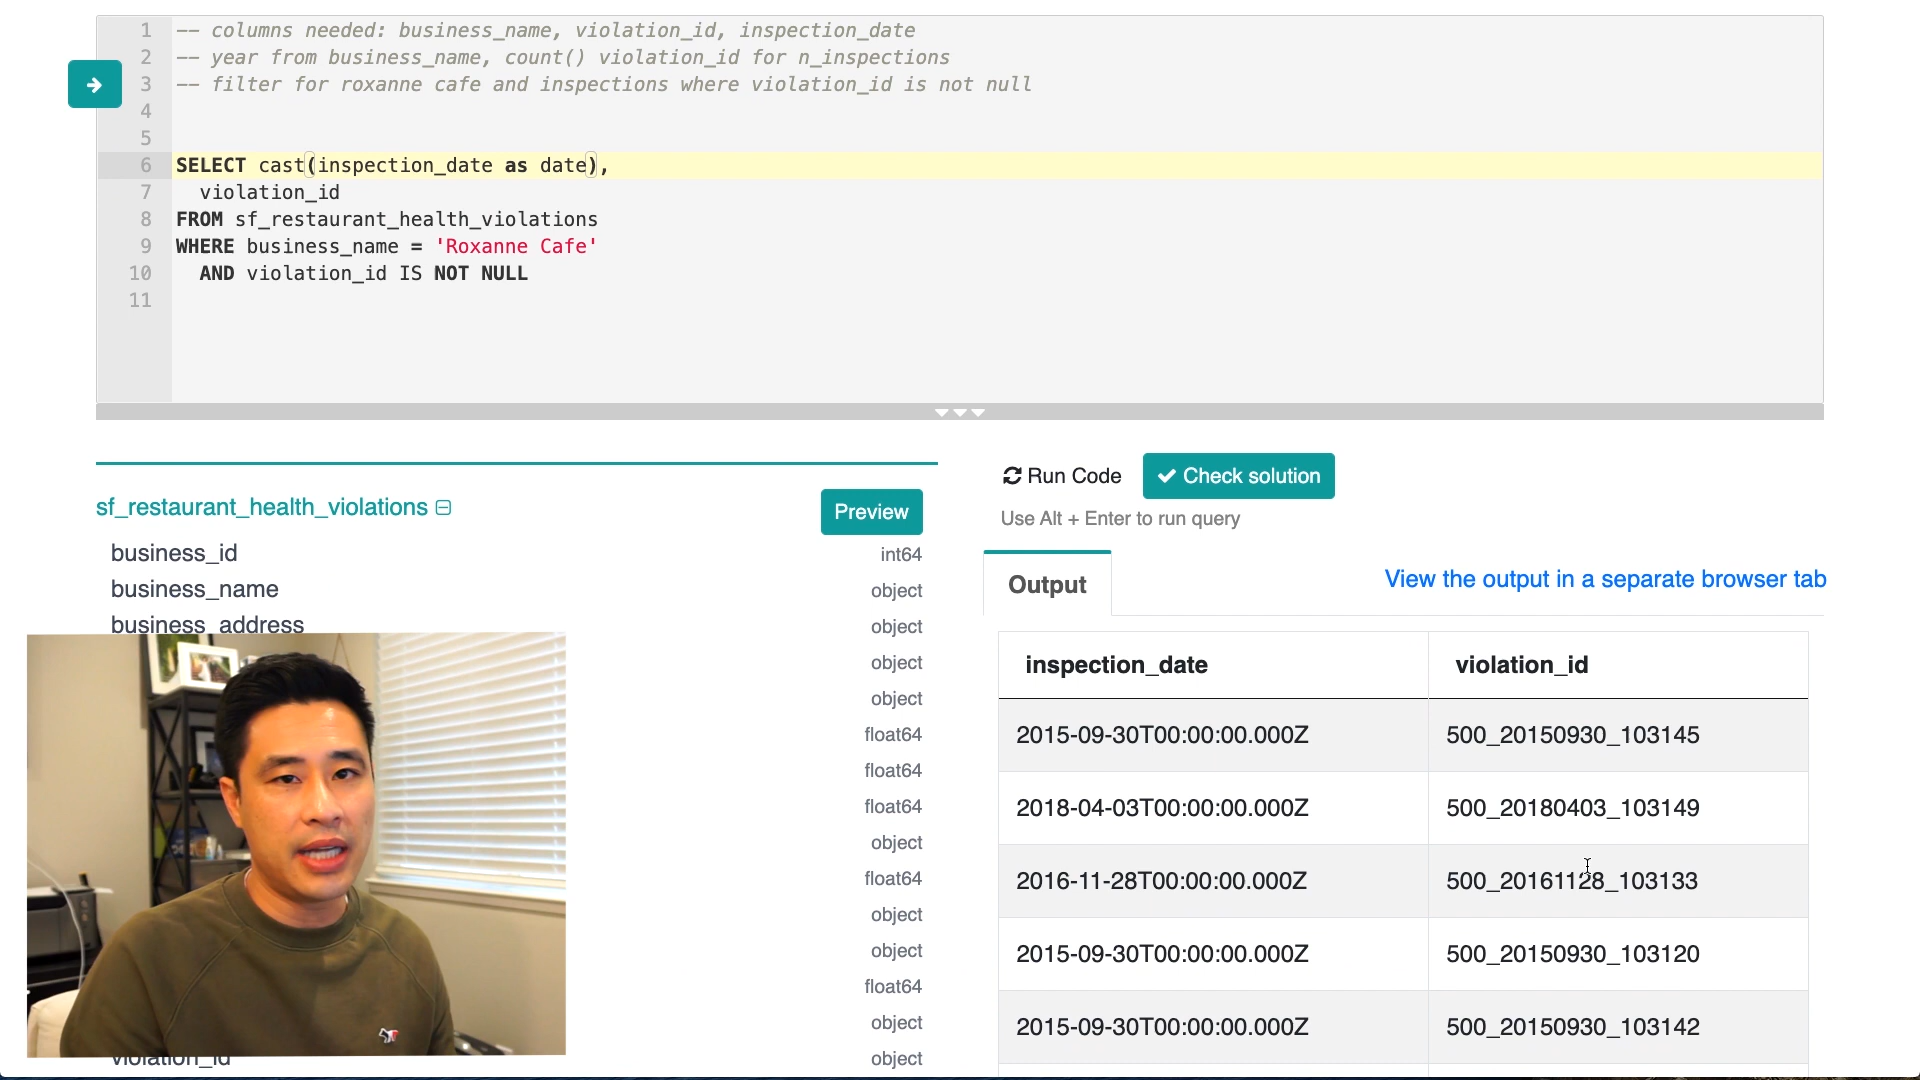 1 -- columns needed: business_name, violation_id, inspection_date
2 -- year from business_name, count() violation_id for n_inspections
3 -- filter for roxanne cafe and inspections where violation_id is not null
4
5
6 SELECT cast(inspection_date as date),
7 violation_id
8 FROM sf_restaurant_health_violations
9 WHERE business_name = 'Roxanne Cafe'
10 AND violation_id IS NOT NULL
11
sf_restaurant_health_violations
Preview
business_id int64
business_name object
business_address object
object
object
float64
float64
float64
object
float64
object
object
float64
object
violation_id object
Run Code
Check solution
Use Alt + Enter to run query
Output
View the output in a separate browser tab
inspection_date violation_id
2015-09-30T00:00:00.000Z 500_20150930_103145
2018-04-03T00:00:00.000Z 500_20180403_103149
2016-11-28T00:00:00.000Z 500_20161128_103133
2015-09-30T00:00:00.000Z 500_20150930_103120
2015-09-30T00:00:00.000Z 500_20150930_103142